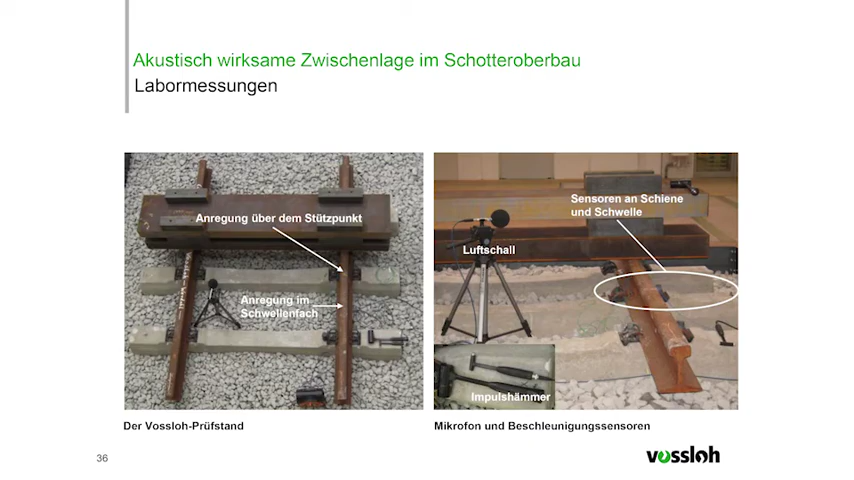 Akustisch wirksame Zwischenlage im Schotteroberbau
Labormessungen
Anregung über dem Stützpunkt
Anregung im
Schwellenfach
Sensoren an Schiene
und Schwelle
Luftschall
Impulshämmer
Der Vossloh-Prüfstand
Mikrofon und Beschleunigungssensoren
36
vossloh